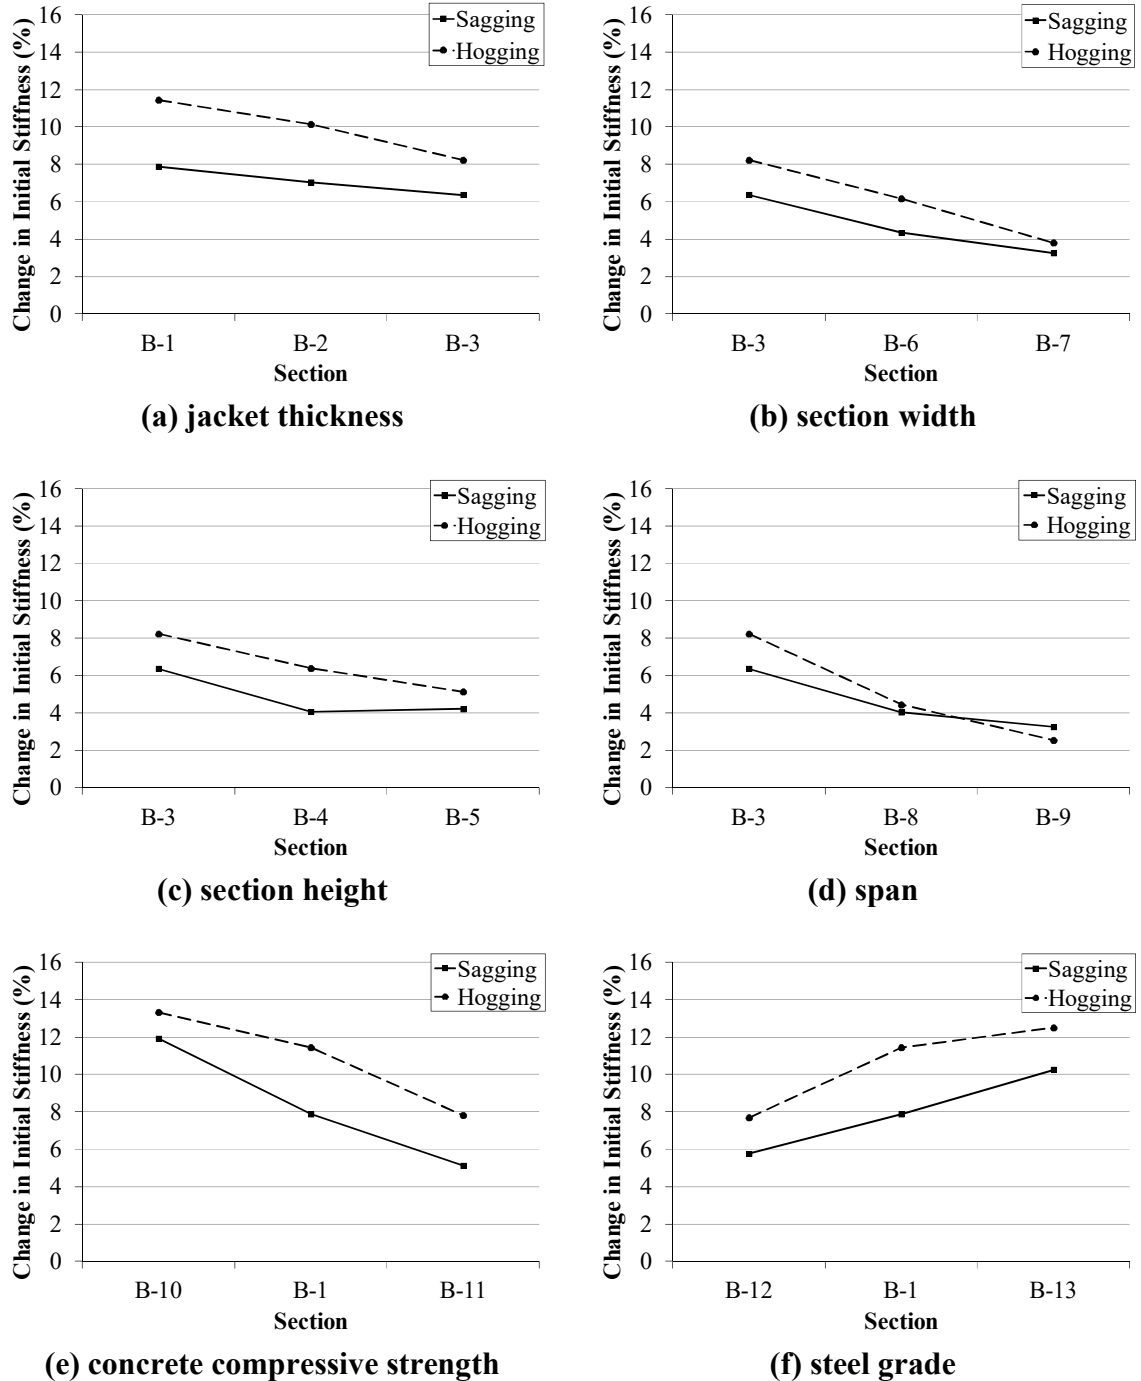 Change in Initial Stiffness (%)
16
14
12
10
8
6
4
2
0
Sagging
Hogging
B-1 B-2 B-3
Section
(a) jacket thickness
Change in Initial Stiffness (%)
16
14
12
10
8
6
4
2
0
Sagging
Hogging
B-3 B-6 B-7
Section
(b) section width
Change in Initial Stiffness (%)
16
14
12
10
8
6
4
2
0
Sagging
Hogging
B-3 B-4 B-5
Section
(c) section height
Change in Initial Stiffness (%)
16
14
12
10
8
6
4
2
0
Sagging
Hogging
B-3 B-8 B-9
Section
(d) span
Change in Initial Stiffness (%)
16
14
12
10
8
6
4
2
0
Sagging
Hogging
B-10 B-1 B-11
Section
(e) concrete compressive strength
Change in Initial Stiffness (%)
16
14
12
10
8
6
4
2
0
Sagging
Hogging
B-12 B-1 B-13
Section
(f) steel grade